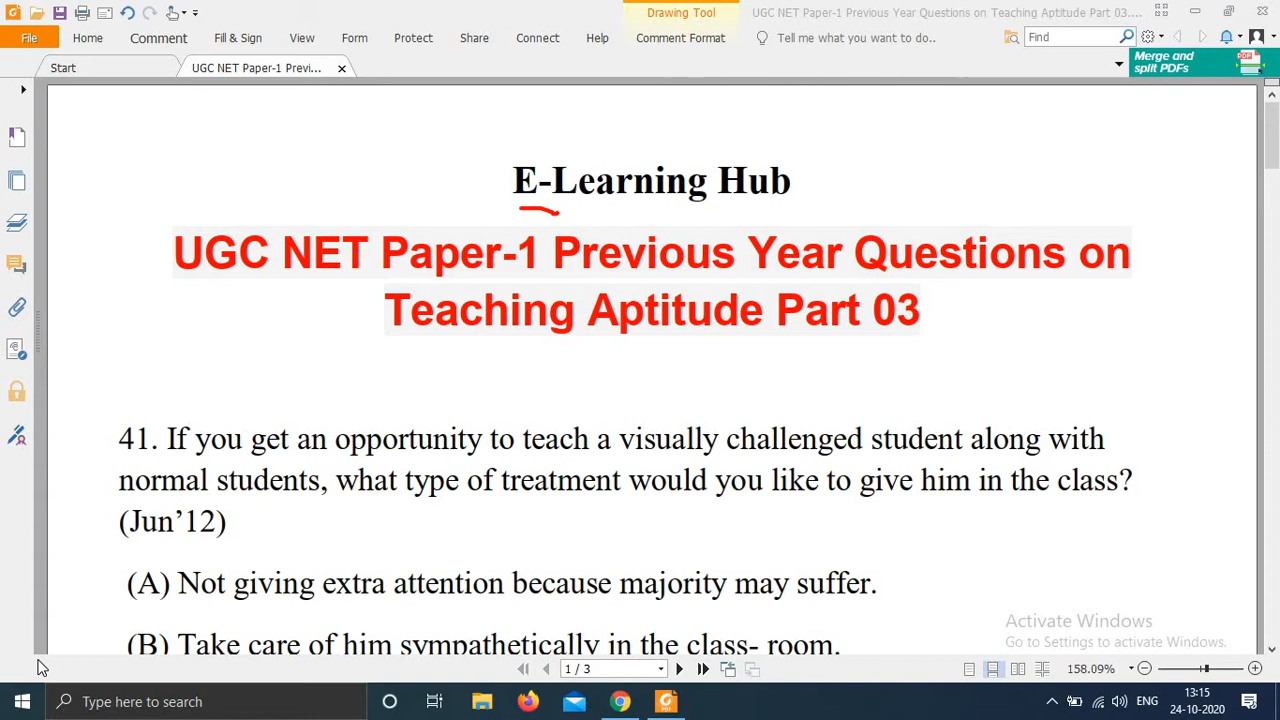 Drawing Tool
UGC NET Paper-1 Previous Year Questions on Teaching Aptitude Part 03....
File Home Comment Fill & Sign View Form Protect Share Connect Help Comment Format Tell me what you want to do.. Find
Start
UGC NET Paper-1 Previ...
Merge and
split PDFs
E-Learning Hub
UGC NET Paper-1 Previous Year Questions on
Teaching Aptitude Part 03
41. If you get an opportunity to teach a visually challenged student along with
normal students, what type of treatment would you like to give him in the class?
(Jun’12)
(A) Not giving extra attention because majority may suffer.
(B) Take care of him sympathetically in the class- room.
Activate Windows
Go to Settings to activate Windows.
1 / 3
158.09%
Type here to search
ENG
13:15
24-10-2020